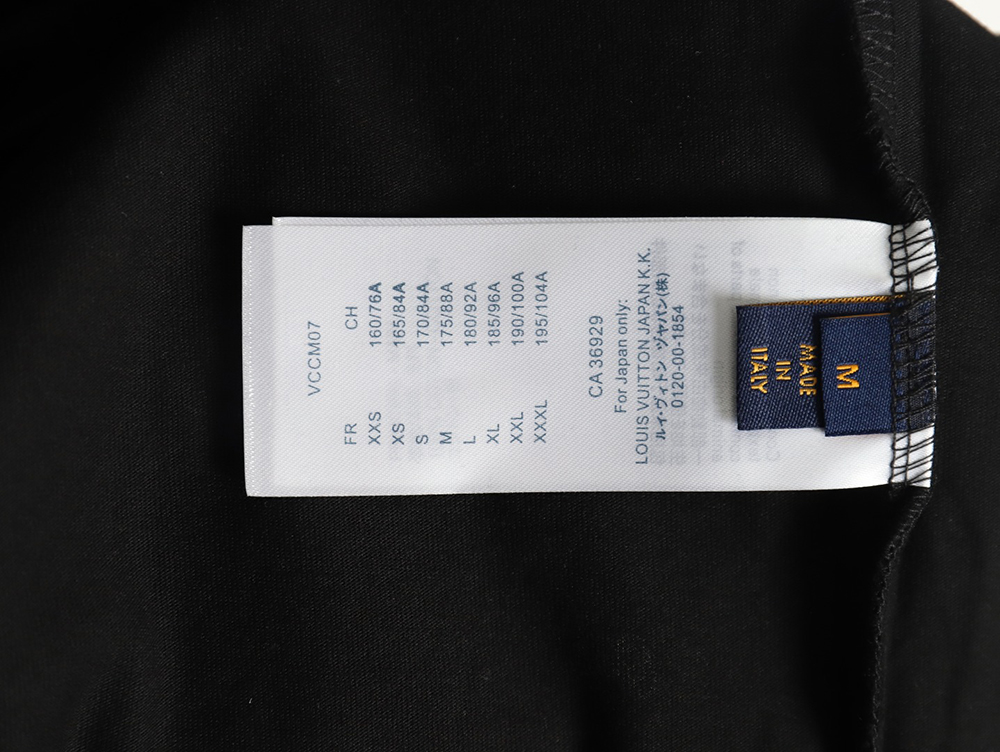 VCCM07
FR CH
XXS 160/76A
XS 165/84A
S 170/84A
M 175/88A
L 180/92A
XL 185/96A
XXL 190/100A
XXXL 195/104A
CA 36929
For Japan only:
LOUIS VUITTON JAPAN K.K.
ルイ・ヴィトン ジャパン(株)
0120-00-1854
MADE
IN
ITALY
M